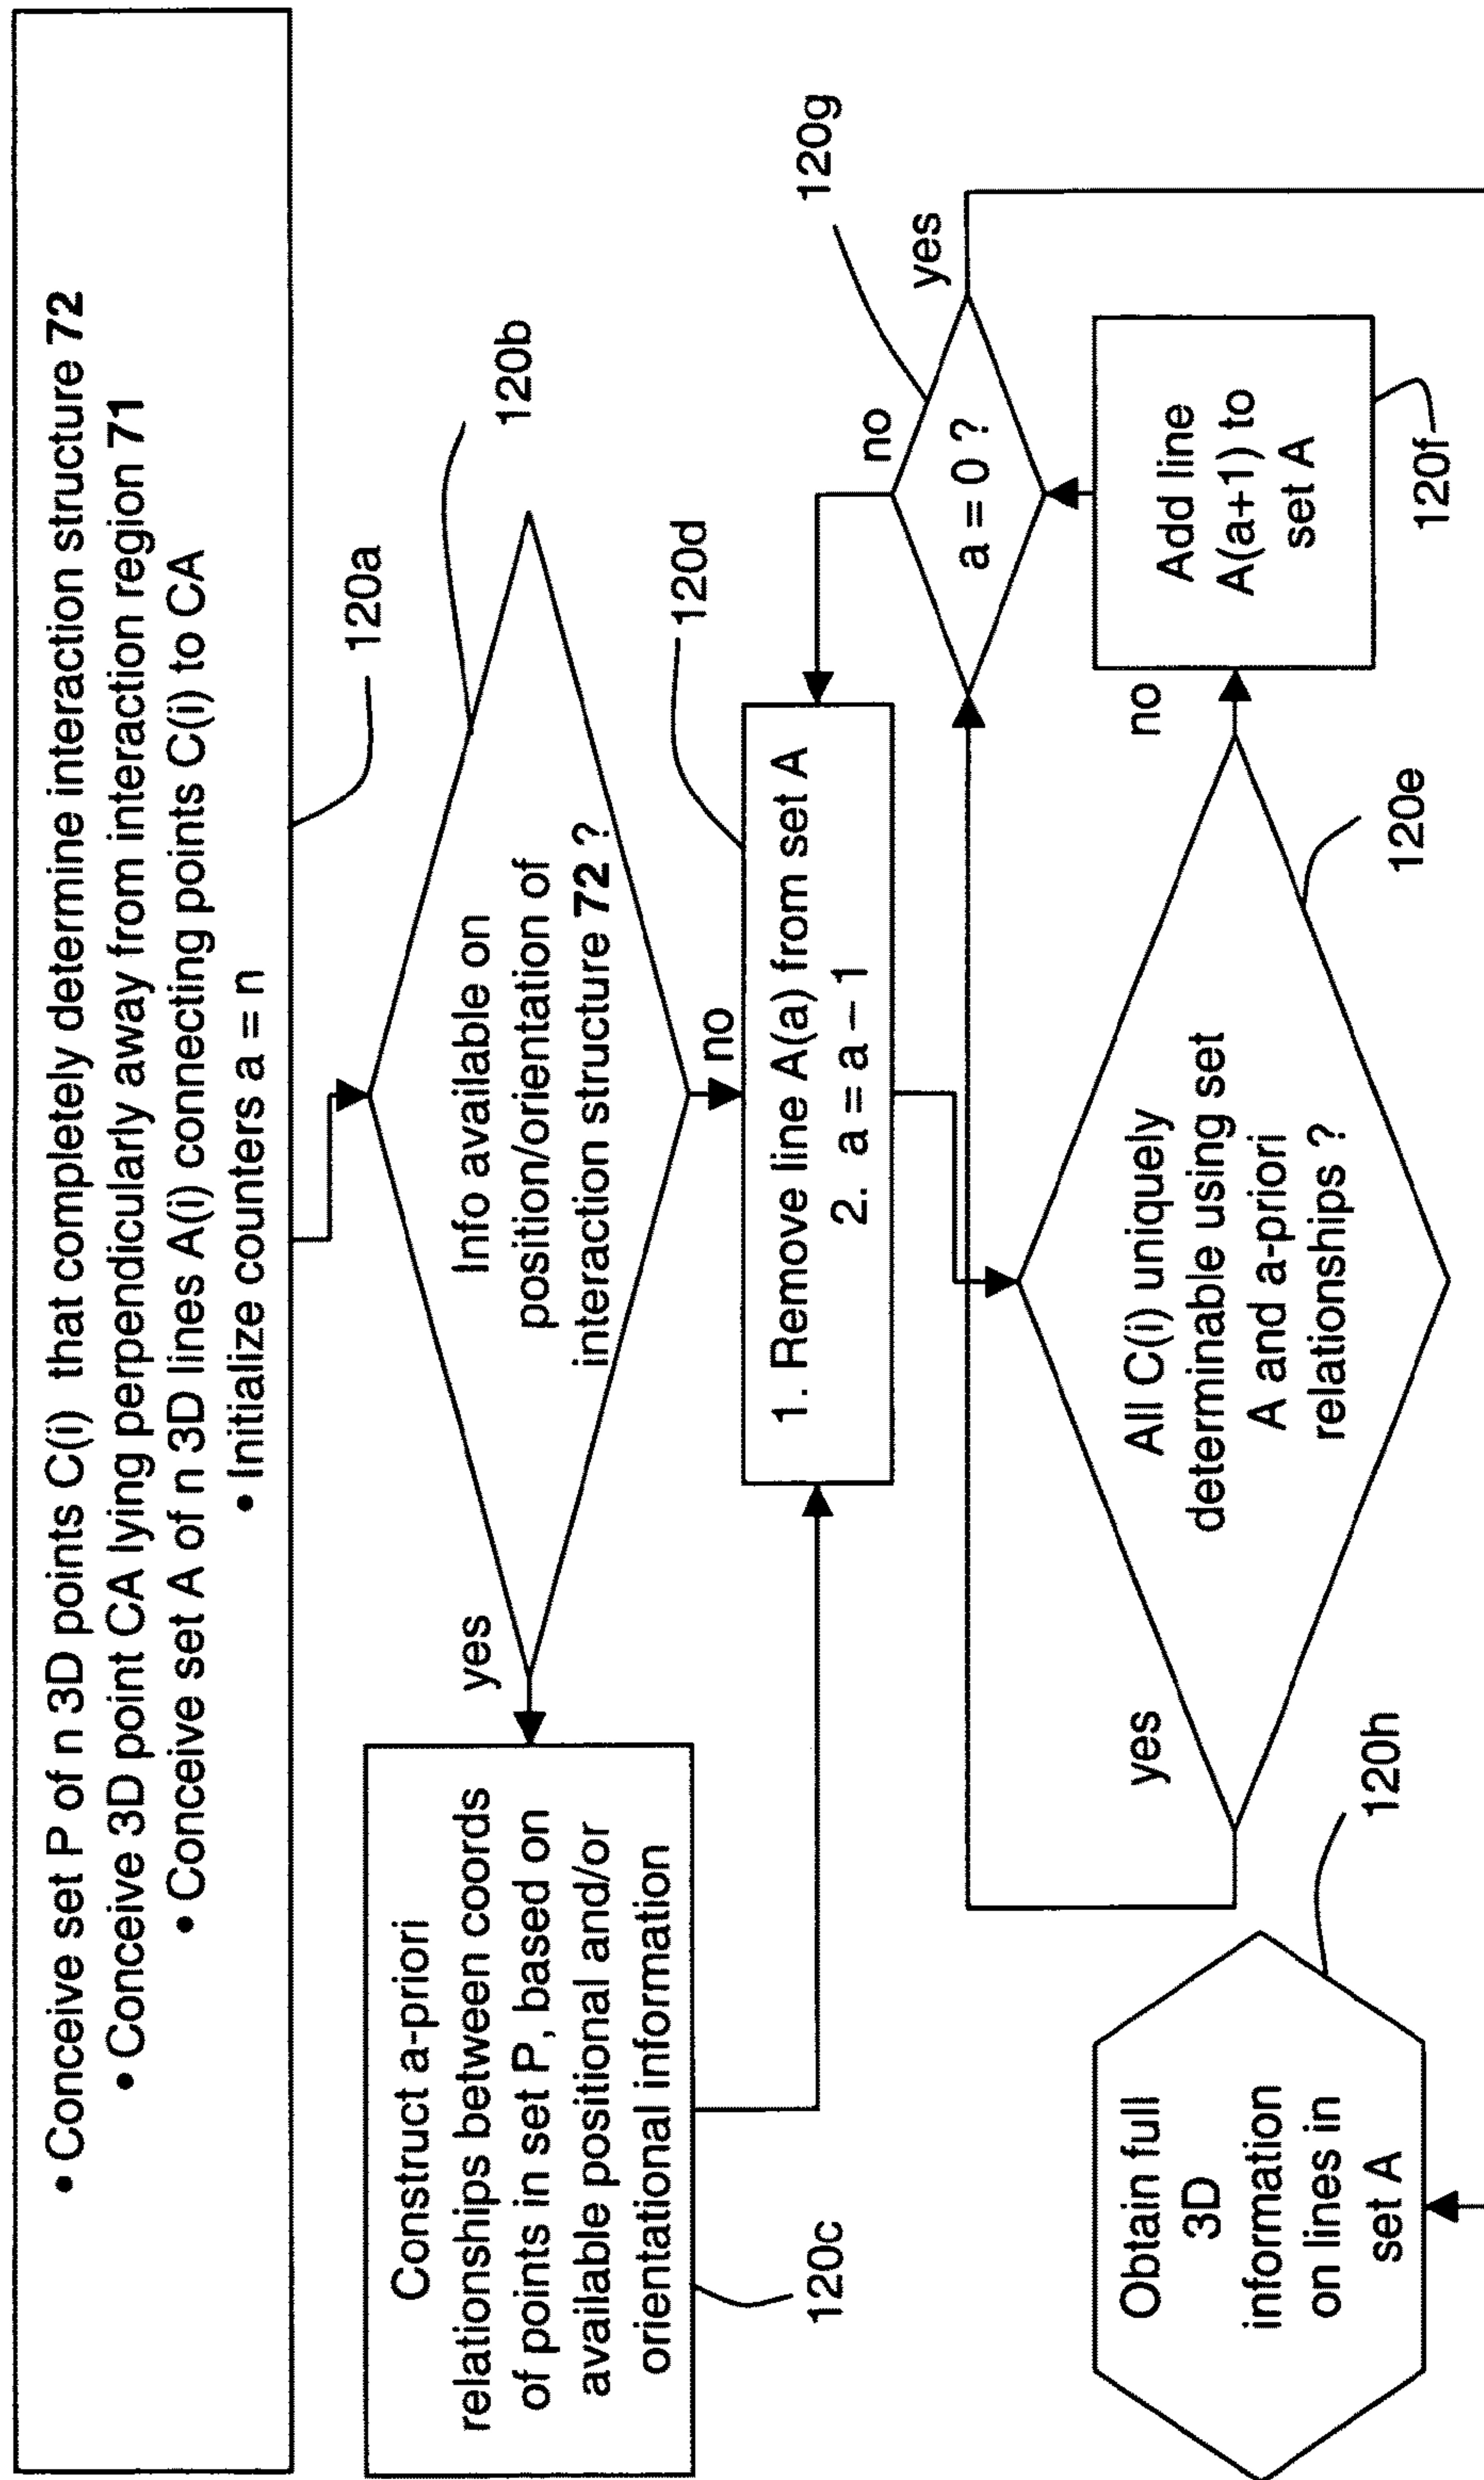 • Conceive set P of n 3D points C(i) that completely determine interaction structure 72
• Conceive 3D point CA lying perpendicularly away from interaction region 71
• Conceive set A of n 3D lines A(i) connecting points C(i) to CA
• Initialize counters a = n
120a
Info available on
position/orientation of
interaction structure 72 ?
120b
yes
no
Construct a-priori
relationships between coords
of points in set P, based on
available positional and/or
orientational information
120c
1. Remove line A(a) from set A
2. a = a – 1
120d
All C(i) uniquely
determinable using set
A and a-priori
relationships ?
120e
yes
no
Add line
A(a+1) to
set A
120f
a = 0 ?
120g
no
yes
Obtain full
3D
information
on lines in
set A
120h